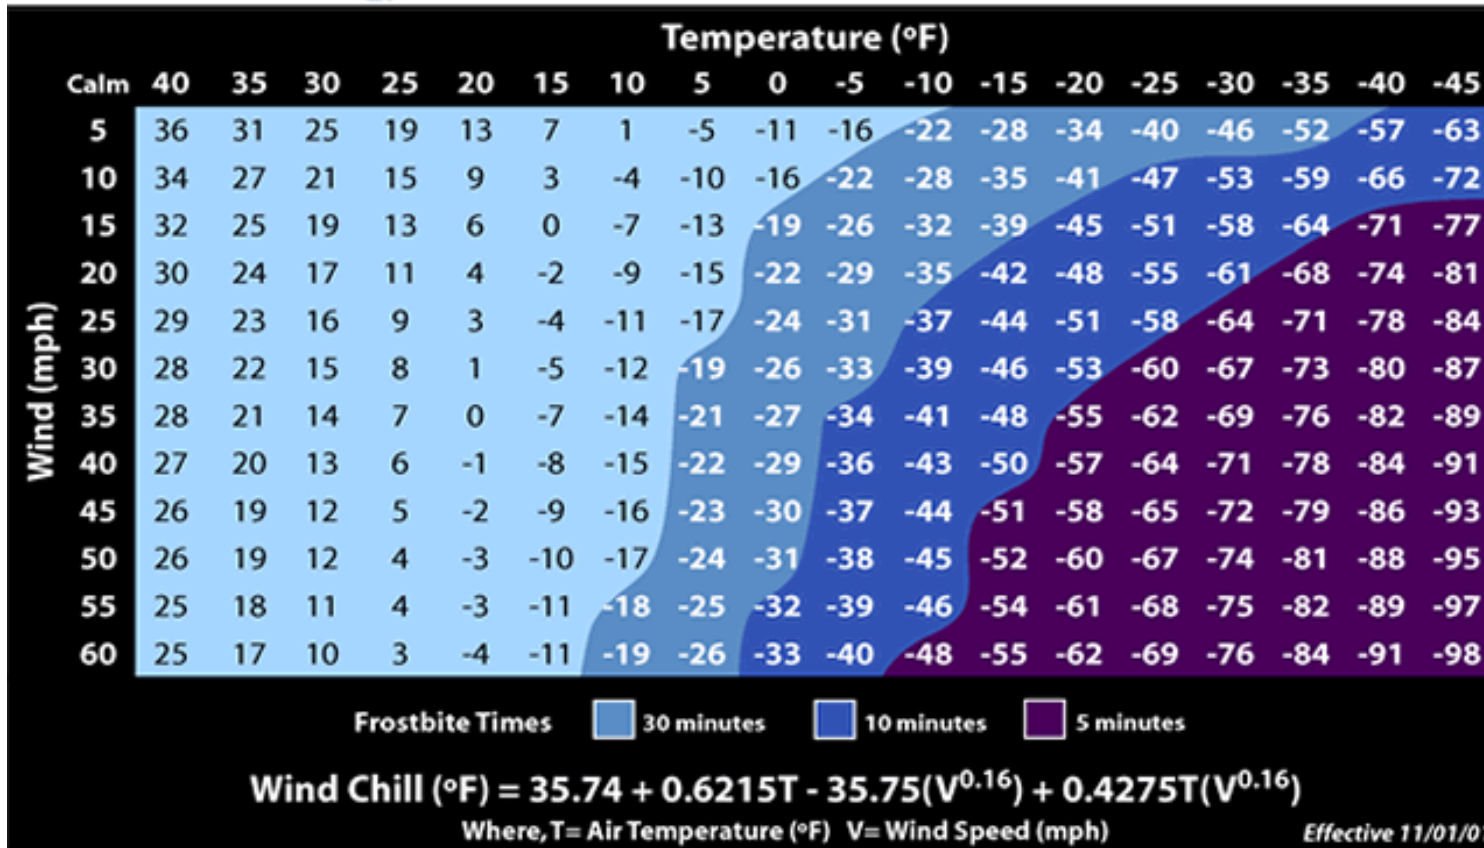 Temperature (ºF)
Calm 40 35 30 25 20 15 10 5 0 -5 -10 -15 -20 -25 -30 -35 -40 -45
5 36 31 25 19 13 7 1 -5 -11 -16 -22 -28 -34 -40 -46 -52 -57 -63
10 34 27 21 15 9 3 -4 -10 -16 -22 -28 -35 -41 -47 -53 -59 -66 -72
15 32 25 19 13 6 0 -7 -13 -19 -26 -32 -39 -45 -51 -58 -64 -71 -77
20 30 24 17 11 4 -2 -9 -15 -22 -29 -35 -42 -48 -55 -61 -68 -74 -81
25 29 23 16 9 3 -4 -11 -17 -24 -31 -37 -44 -51 -58 -64 -71 -78 -84
30 28 22 15 8 1 -5 -12 -19 -26 -33 -39 -46 -53 -60 -67 -73 -80 -87
35 28 21 14 7 0 -7 -14 -21 -27 -34 -41 -48 -55 -62 -69 -76 -82 -89
40 27 20 13 6 -1 -8 -15 -22 -29 -36 -43 -50 -57 -64 -71 -78 -84 -91
45 26 19 12 5 -2 -9 -16 -23 -30 -37 -44 -51 -58 -65 -72 -79 -86 -93
50 26 19 12 4 -3 -10 -17 -24 -31 -38 -45 -52 -60 -67 -74 -81 -88 -95
55 25 18 11 4 -3 -11 -18 -25 -32 -39 -46 -54 -61 -68 -75 -82 -89 -97
60 25 17 10 3 -4 -11 -19 -26 -33 -40 -48 -55 -62 -69 -76 -84 -91 -98
Wind (mph)
Frostbite Times 30 minutes 10 minutes 5 minutes
Wind Chill (ºF) = 35.74 + 0.6215T - 35.75(V^0.16) + 0.4275T(V^0.16)
Where, T= Air Temperature (ºF) V= Wind Speed (mph)
Effective 11/01/0